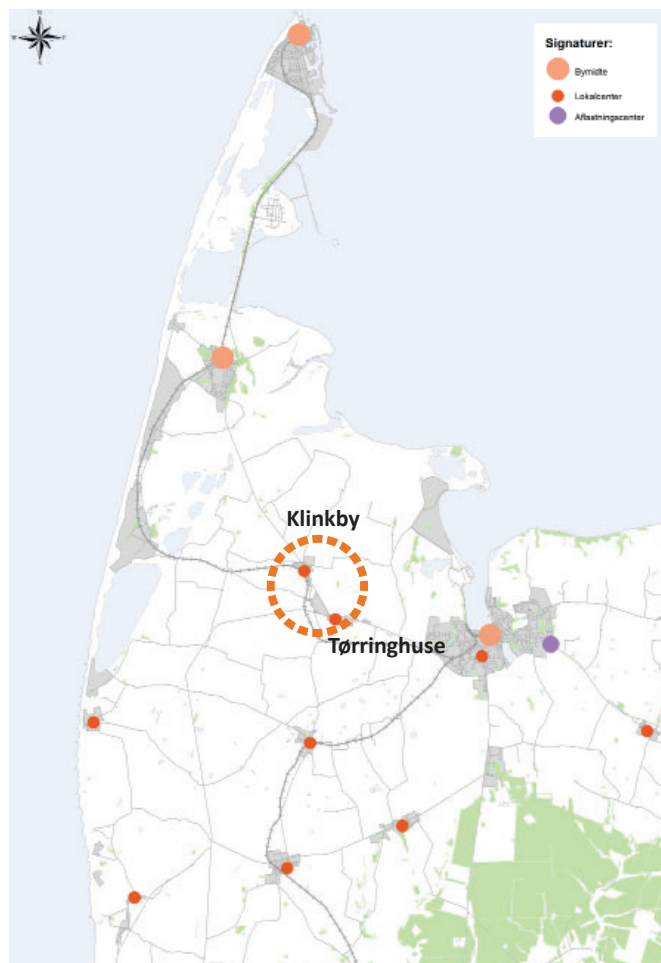 N
W
S
Signaturer:
Bymidte
Lokalcenter
Aflastningscenter
Klinkby
Tørringhuse